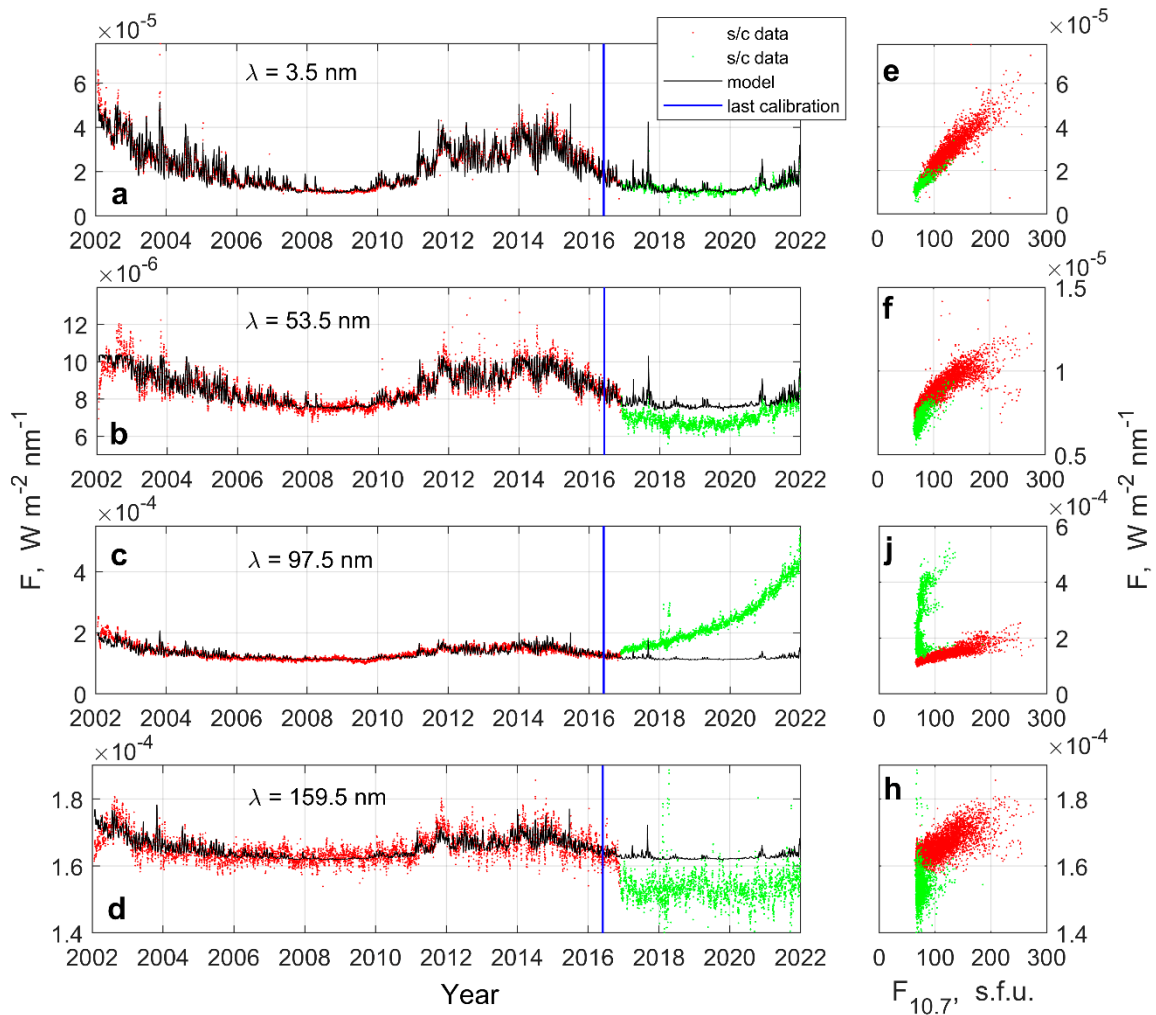 ×10⁻⁵
s/c data
s/c data
model
last calibration
×10⁻⁵
6
4
2
0
λ = 3.5 nm
a
2002 2004 2006 2008 2010 2012 2014 2016 2018 2020 2022
e
6
4
2
0
0 100 200 300
×10⁻⁶
12
10
8
6
λ = 53.5 nm
b
2002 2004 2006 2008 2010 2012 2014 2016 2018 2020 2022
×10⁻⁵
f
1.5
1
0.5
0 100 200 300
F, W m⁻² nm⁻¹
F, W m⁻² nm⁻¹
×10⁻⁴
4
2
0
c
λ = 97.5 nm
2002 2004 2006 2008 2010 2012 2014 2016 2018 2020 2022
×10⁻⁴
j
6
4
2
0
0 100 200 300
×10⁻⁴
1.8
1.6
1.4
λ = 159.5 nm
d
2002 2004 2006 2008 2010 2012 2014 2016 2018 2020 2022
Year
×10⁻⁴
h
1.8
1.6
1.4
0 100 200 300
F₁₀.₇, s.f.u.